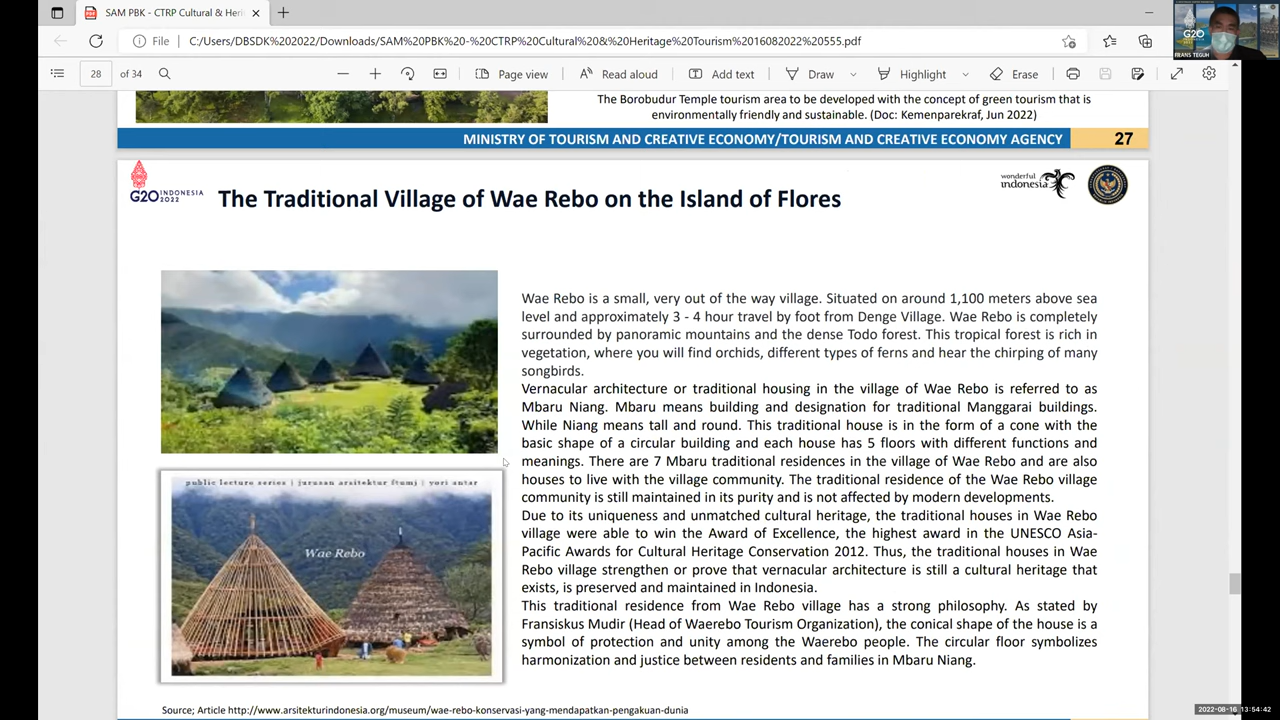 SAM PBK - CTRP Cultural & Heri
File
C:/Users/DBSDK%202022/Downloads/SAM%20PBK%20-%20CTRP%20Cultural%20&%20Heritage%20Tourism%2016082022%20555.pdf
28 of 34
Page view
Read aloud
Add text
Draw
Highlight
Erase
G20
FRANS TEGUH
The Borobudur Temple tourism area to be developed with the concept of green tourism that is
environmentally friendly and sustainable. (Doc: Kemenparekraf, Jun 2022)
MINISTRY OF TOURISM AND CREATIVE ECONOMY/TOURISM AND CREATIVE ECONOMY AGENCY
27
G20 INDONESIA
2022
The Traditional Village of Wae Rebo on the Island of Flores
wonderful
indonesia
Wae Rebo is a small, very out of the way village. Situated on around 1,100 meters above sea
level and approximately 3 - 4 hour travel by foot from Denge Village. Wae Rebo is completely
surrounded by panoramic mountains and the dense Todo forest. This tropical forest is rich in
vegetation, where you will find orchids, different types of ferns and hear the chirping of many
songbirds.
Vernacular architecture or traditional housing in the village of Wae Rebo is referred to as
Mbaru Niang. Mbaru means building and designation for traditional Manggarai buildings.
While Niang means tall and round. This traditional house is in the form of a cone with the
basic shape of a circular building and each house has 5 floors with different functions and
meanings. There are 7 Mbaru traditional residences in the village of Wae Rebo and are also
houses to live with the village community. The traditional residence of the Wae Rebo village
community is still maintained in its purity and is not affected by modern developments.
Due to its uniqueness and unmatched cultural heritage, the traditional houses in Wae Rebo
village were able to win the Award of Excellence, the highest award in the UNESCO Asia-
Pacific Awards for Cultural Heritage Conservation 2012. Thus, the traditional houses in Wae
Rebo village strengthen or prove that vernacular architecture is still a cultural heritage that
exists, is preserved and maintained in Indonesia.
This traditional residence from Wae Rebo village has a strong philosophy. As stated by
Fransiskus Mudir (Head of Waerebo Tourism Organization), the conical shape of the house is a
symbol of protection and unity among the Waerebo people. The circular floor symbolizes
harmonization and justice between residents and families in Mbaru Niang.
public lecture series | jurusan arsitektur ftumj | yori antar
Wae Rebo
Source; Article http://www.arsitekturindonesia.org/museum/wae-rebo-konservasi-yang-mendapatkan-pengakuan-dunia
2022-08-16 13:54:42